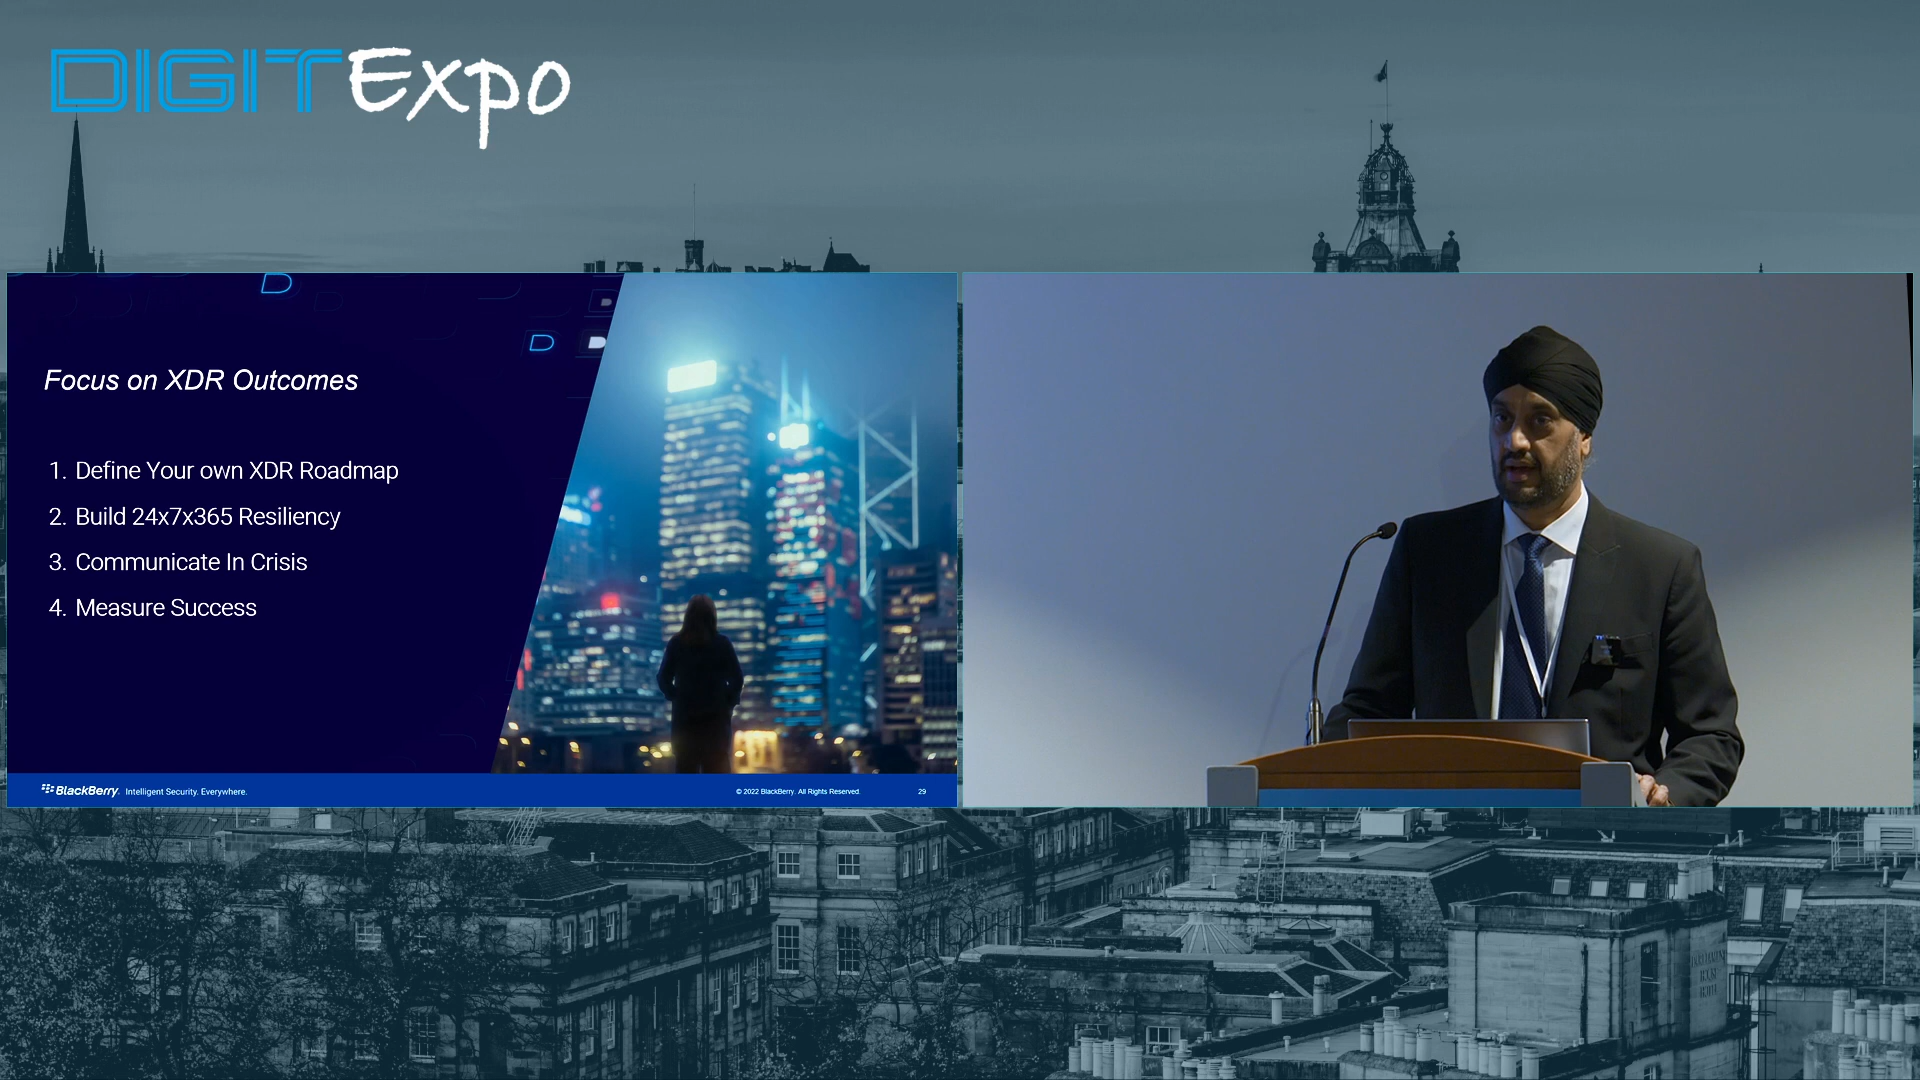 DIGITExpo
Focus on XDR Outcomes
1. Define Your own XDR Roadmap
2. Build 24x7x365 Resiliency
3. Communicate In Crisis
4. Measure Success
BlackBerry. Intelligent Security. Everywhere.
© 2022 BlackBerry. All Rights Reserved.
29